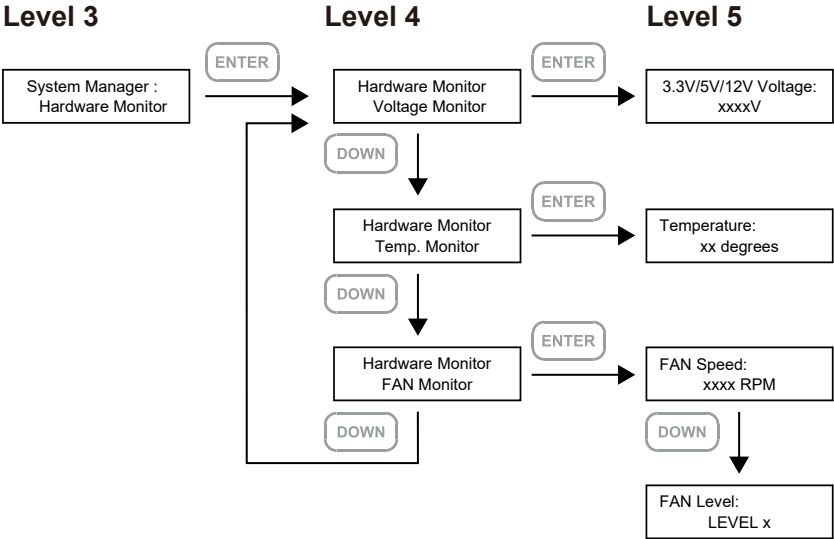 Level 3
Level 4
Level 5
ENTER
ENTER
System Manager :
Hardware Monitor
Hardware Monitor
Voltage Monitor
3.3V/5V/12V Voltage:
xxxxV
DOWN
ENTER
Hardware Monitor
Temp. Monitor
Temperature:
xx degrees
DOWN
ENTER
Hardware Monitor
FAN Monitor
FAN Speed:
xxxx RPM
DOWN
DOWN
FAN Level:
LEVEL x